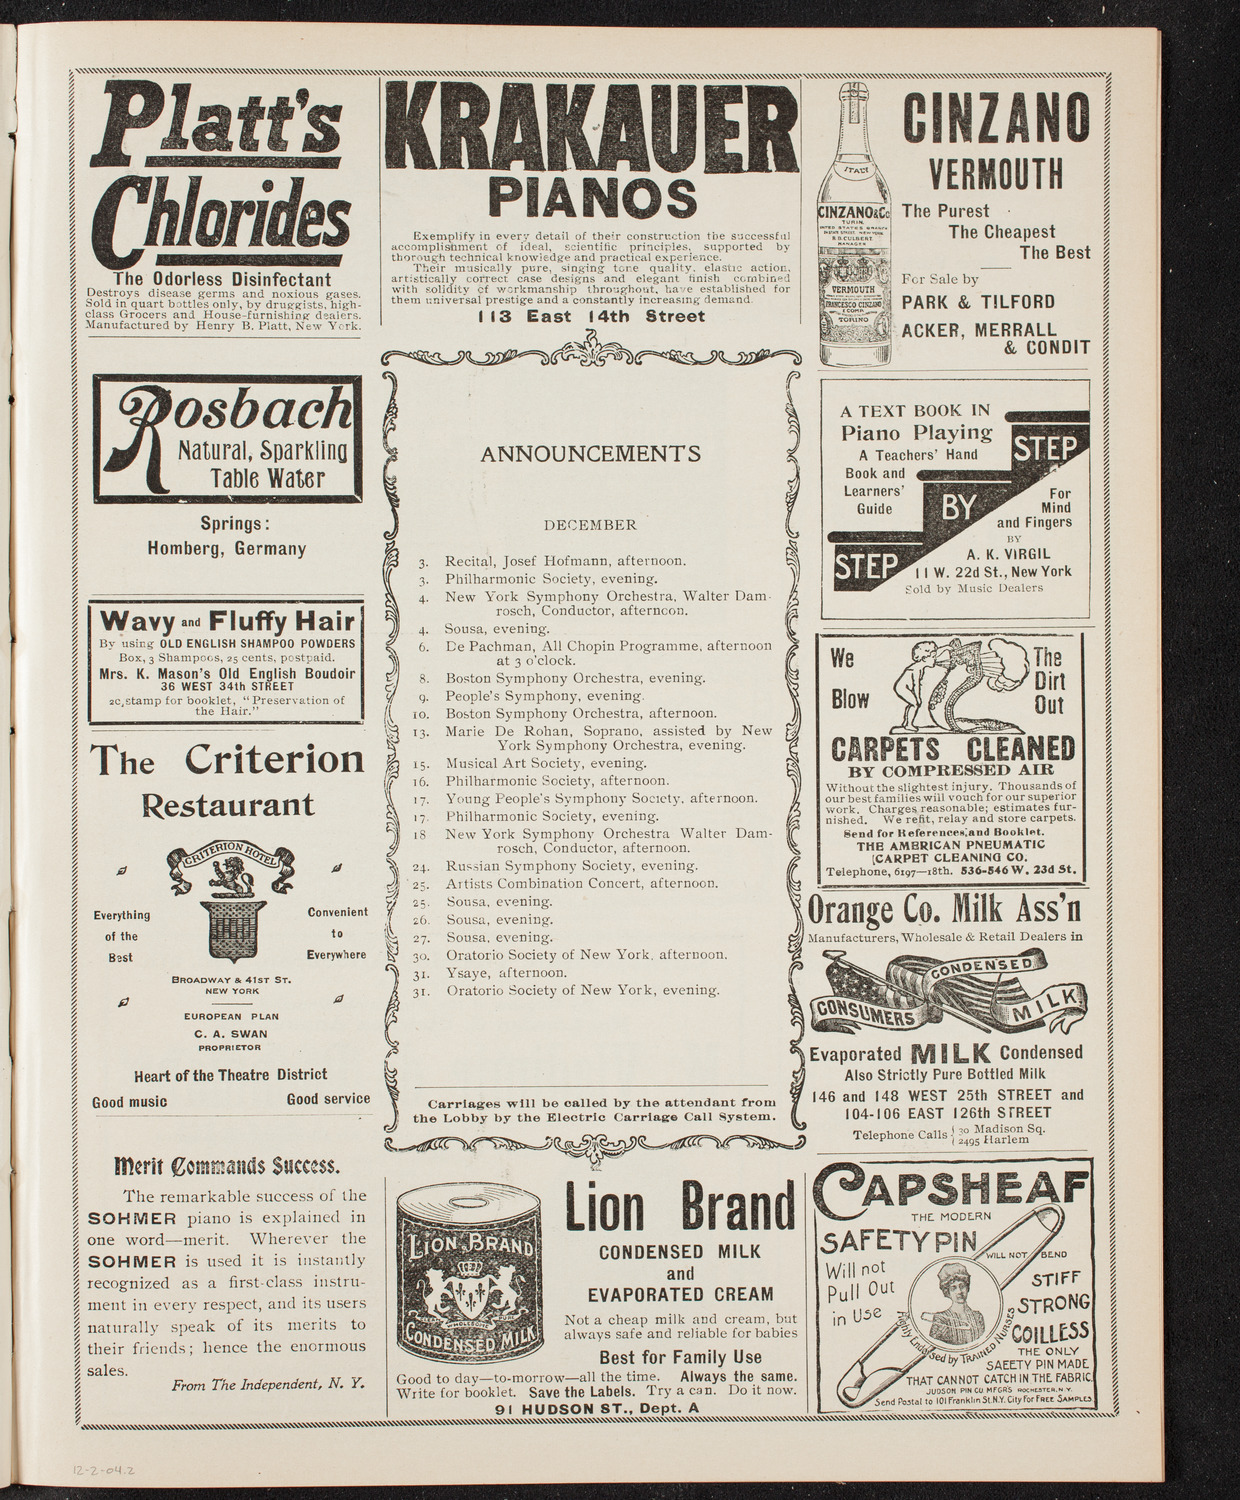 Platt's
Chlorides
The Odorless Disinfectant
Destroys disease germs and noxious gases.
Sold in quart bottles only, by druggists, high-
class Grocers and House-furnishing dealers.
Manufactured by Henry B. Platt, New York.
Rosbach
Natural, Sparkling
Table Water
Springs:
Homberg, Germany
Wavy and Fluffy Hair
By using OLD ENGLISH SHAMPOO POWDERS
Box, 3 Shampoos, 25 cents, postpaid.
Mrs. K. Mason's Old English Boudoir
36 WEST 34th STREET
2c. stamp for booklet, "Preservation of
the Hair."
The Criterion
Restaurant
CRITERION HOTEL
Everything
of the
Best
Convenient
to
Everywhere
BROADWAY & 41ST ST.
NEW YORK
EUROPEAN PLAN
C. A. SWAN
PROPRIETOR
Heart of the Theatre District
Good music Good service
Merit Commands Success.
The remarkable success of the
SOHMER piano is explained in
one word—merit. Wherever the
SOHMER is used it is instantly
recognized as a first-class instru-
ment in every respect, and its users
naturally speak of its merits to
their friends; hence the enormous
sales.
From The Independent, N. Y.
KRAKAUER
PIANOS
Exemplify in every detail of their construction the successful
accomplishment of ideal, scientific principles, supported by
thorough technical knowledge and practical experience.
Their musically pure, singing tone quality, elastic action,
artistically correct case designs and elegant finish combined
with solidity of workmanship throughout, have established for
them universal prestige and a constantly increasing demand.
113 East 14th Street
ANNOUNCEMENTS
DECEMBER
3. Recital, Josef Hofmann, afternoon.
3. Philharmonic Society, evening.
4. New York Symphony Orchestra, Walter Dam-
rosch, Conductor, afternoon.
4. Sousa, evening.
6. De Pachman, All Chopin Programme, afternoon
at 3 o'clock.
8. Boston Symphony Orchestra, evening.
9. People's Symphony, evening.
10. Boston Symphony Orchestra, afternoon.
13. Marie De Rohan, Soprano, assisted by New
York Symphony Orchestra, evening.
15. Musical Art Society, evening.
16. Philharmonic Society, afternoon.
17. Young People's Symphony Society, afternoon.
17. Philharmonic Society, evening.
18 New York Symphony Orchestra Walter Dam-
rosch, Conductor, afternoon.
24. Russian Symphony Society, evening.
25. Artists Combination Concert, afternoon.
25. Sousa, evening.
26. Sousa, evening.
27. Sousa, evening.
30. Oratorio Society of New York, afternoon.
31. Ysaye, afternoon.
31. Oratorio Society of New York, evening.
Carriages will be called by the attendant from
the Lobby by the Electric Carriage Call System.
LION BRAND
WHOLESOME
CONDENSED MILK
Lion Brand
CONDENSED MILK
and
EVAPORATED CREAM
Not a cheap milk and cream, but
always safe and reliable for babies
Best for Family Use
Good to day—to-morrow—all the time. Always the same.
Write for booklet. Save the Labels. Try a can. Do it now.
91 HUDSON ST., Dept. A
ITALY
CINZANO & Co
TURIN
VERMOUTH
FRANCESCO CINZANO
TORINO
CINZANO
VERMOUTH
The Purest
The Cheapest
The Best
For Sale by
PARK & TILFORD
ACKER, MERRALL
& CONDIT
A TEXT BOOK IN
Piano Playing
A Teachers' Hand
Book and
Learners'
Guide
STEP
BY
STEP
For
Mind
and Fingers
BY
A. K. VIRGIL
11 W. 22d St., New York
Sold by Music Dealers
We
Blow
The
Dirt
Out
CARPETS CLEANED
BY COMPRESSED AIR
Without the slightest injury. Thousands of
our best families will vouch for our superior
work. Charges reasonable; estimates fur-
nished. We refit, relay and store carpets.
Send for References and Booklet.
THE AMERICAN PNEUMATIC
CARPET CLEANING CO.
Telephone, 6197—18th. 536-546 W. 23d St.
Orange Co. Milk Ass'n
Manufacturers, Wholesale & Retail Dealers in
CONSUMERS
CONDENSED
MILK
Evaporated MILK Condensed
Also Strictly Pure Bottled Milk
146 and 148 WEST 25th STREET and
104-106 EAST 126th STREET
Telephone Calls { 30 Madison Sq.
{ 2495 Harlem
CAPSHEAF
THE MODERN
SAFETY PIN
WILL NOT BEND
Will not
Pull Out
in Use
STIFF
STRONG
COILLESS
Highly Endorsed by TRAINED NURSES
THE ONLY
SAFETY PIN MADE
THAT CANNOT CATCH IN THE FABRIC
JUDSON PIN CO MFGRS ROCHESTER, N.Y.
Send Postal to 101 Franklin St. N.Y. City For FREE SAMPLES
12-2-04.2